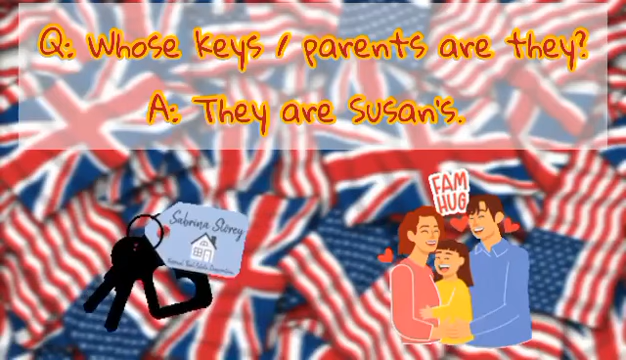 Q: Whose keys / parents are they?
A: They are Susan's.
FAM
HUG
Sabrina Storey